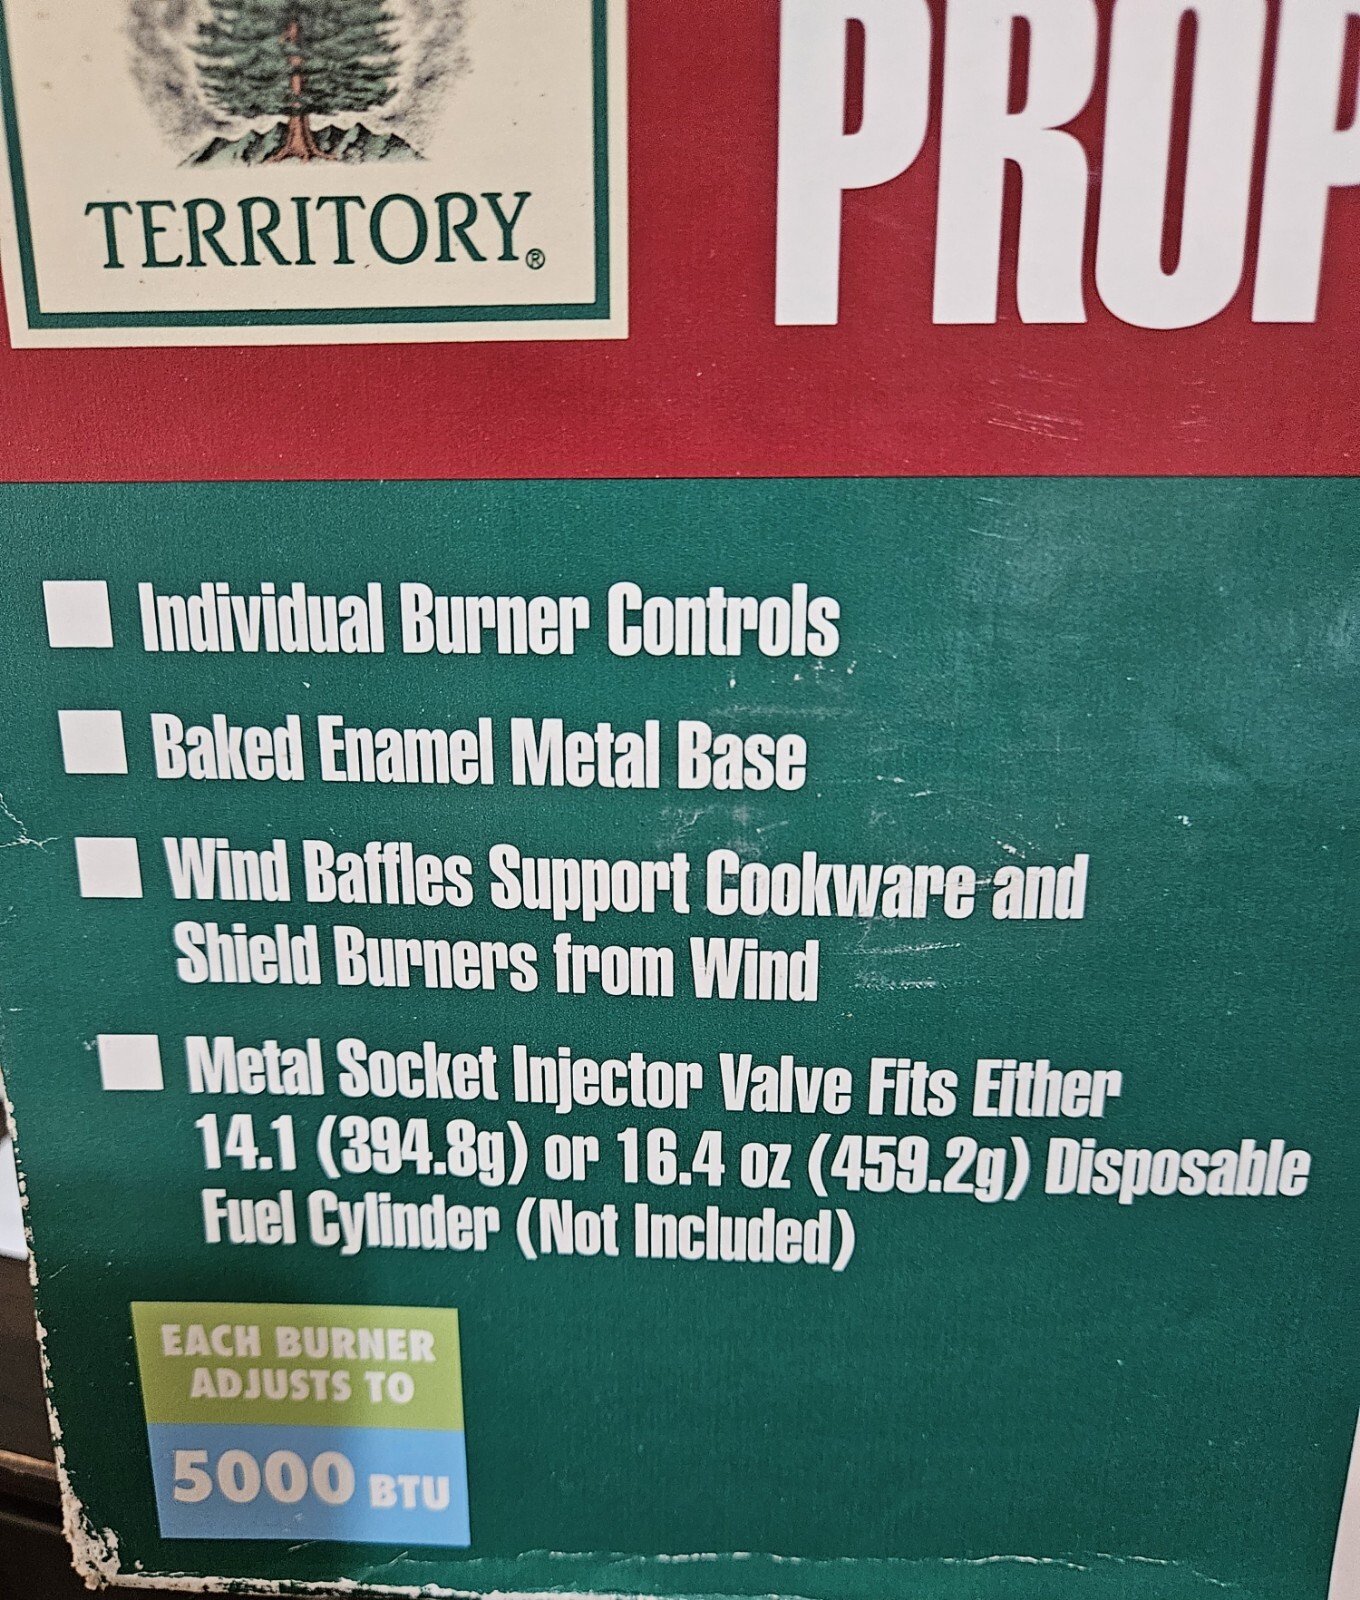 TERRITORY®
PROP
Individual Burner Controls
Baked Enamel Metal Base
Wind Baffles Support Cookware and
Shield Burners from Wind
Metal Socket Injector Valve Fits Either
14.1 (394.8g) or 16.4 oz (459.2g) Disposable
Fuel Cylinder (Not Included)
EACH BURNER
ADJUSTS TO
5000 BTU